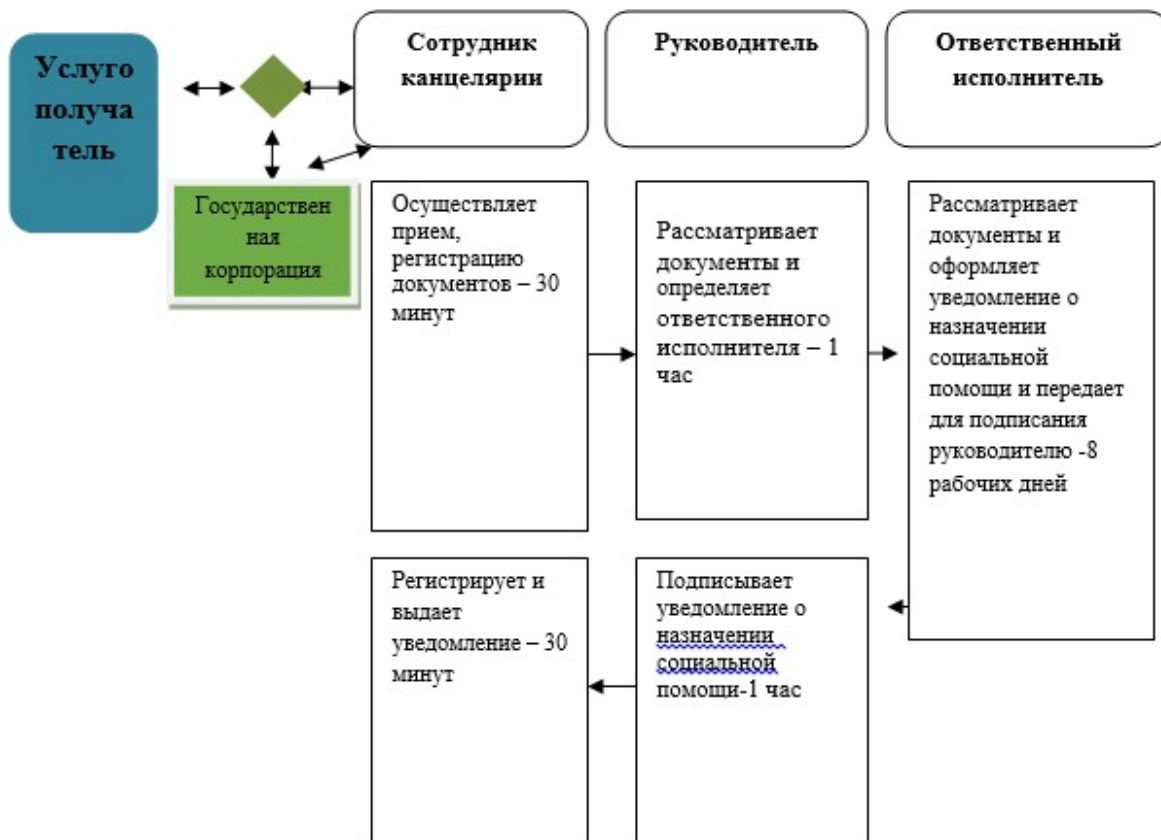 Услуго
получа
тель
Сотрудник
канцелярии
Руководитель
Ответственный
исполнитель
Государствен
ная
корпорация
Осуществляет
прием,
регистрацию
документов – 30
минут
Рассматривает
документы и
определяет
ответственного
исполнителя – 1
час
Рассматривает
документы и
оформляет
уведомление о
назначении
социальной
помощи и передает
для подписания
руководителю -8
рабочих дней
Подписывает
уведомление о
назначении
социальной
помощи-1 час
Регистрирует и
выдает
уведомление – 30
минут